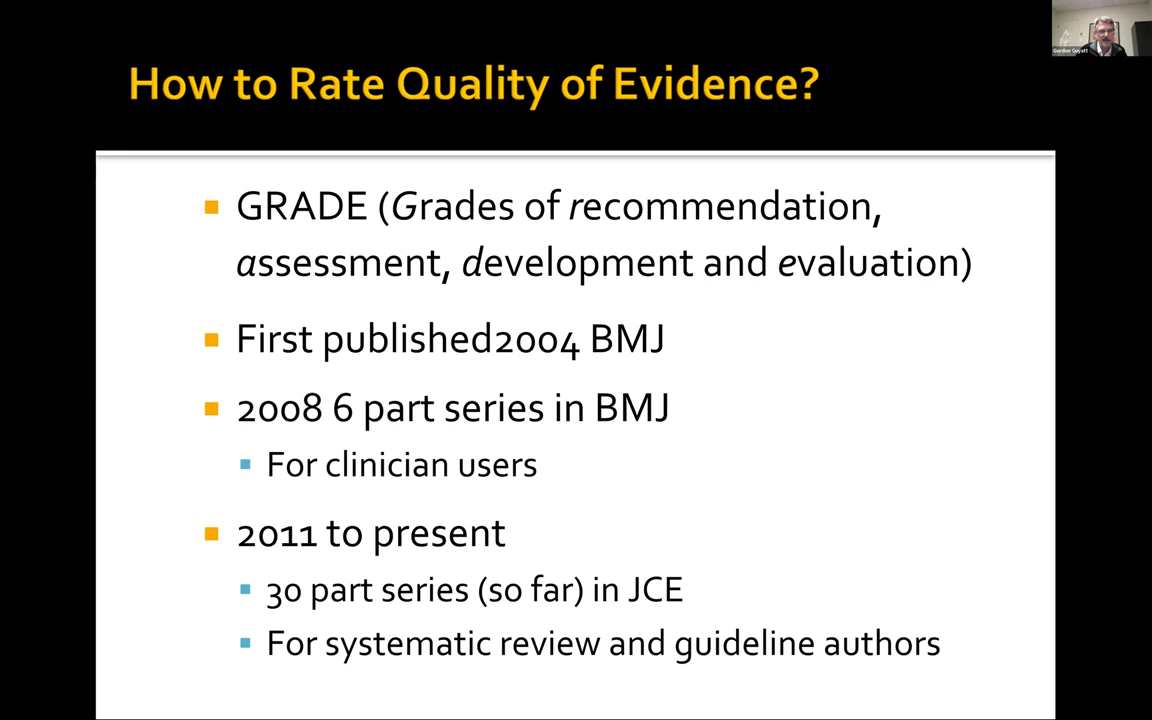 Gordon Guyatt
How to Rate Quality of Evidence?
GRADE (Grades of recommendation,
assessment, development and evaluation)
First published2004 BMJ
2008 6 part series in BMJ
For clinician users
2011 to present
30 part series (so far) in JCE
For systematic review and guideline authors